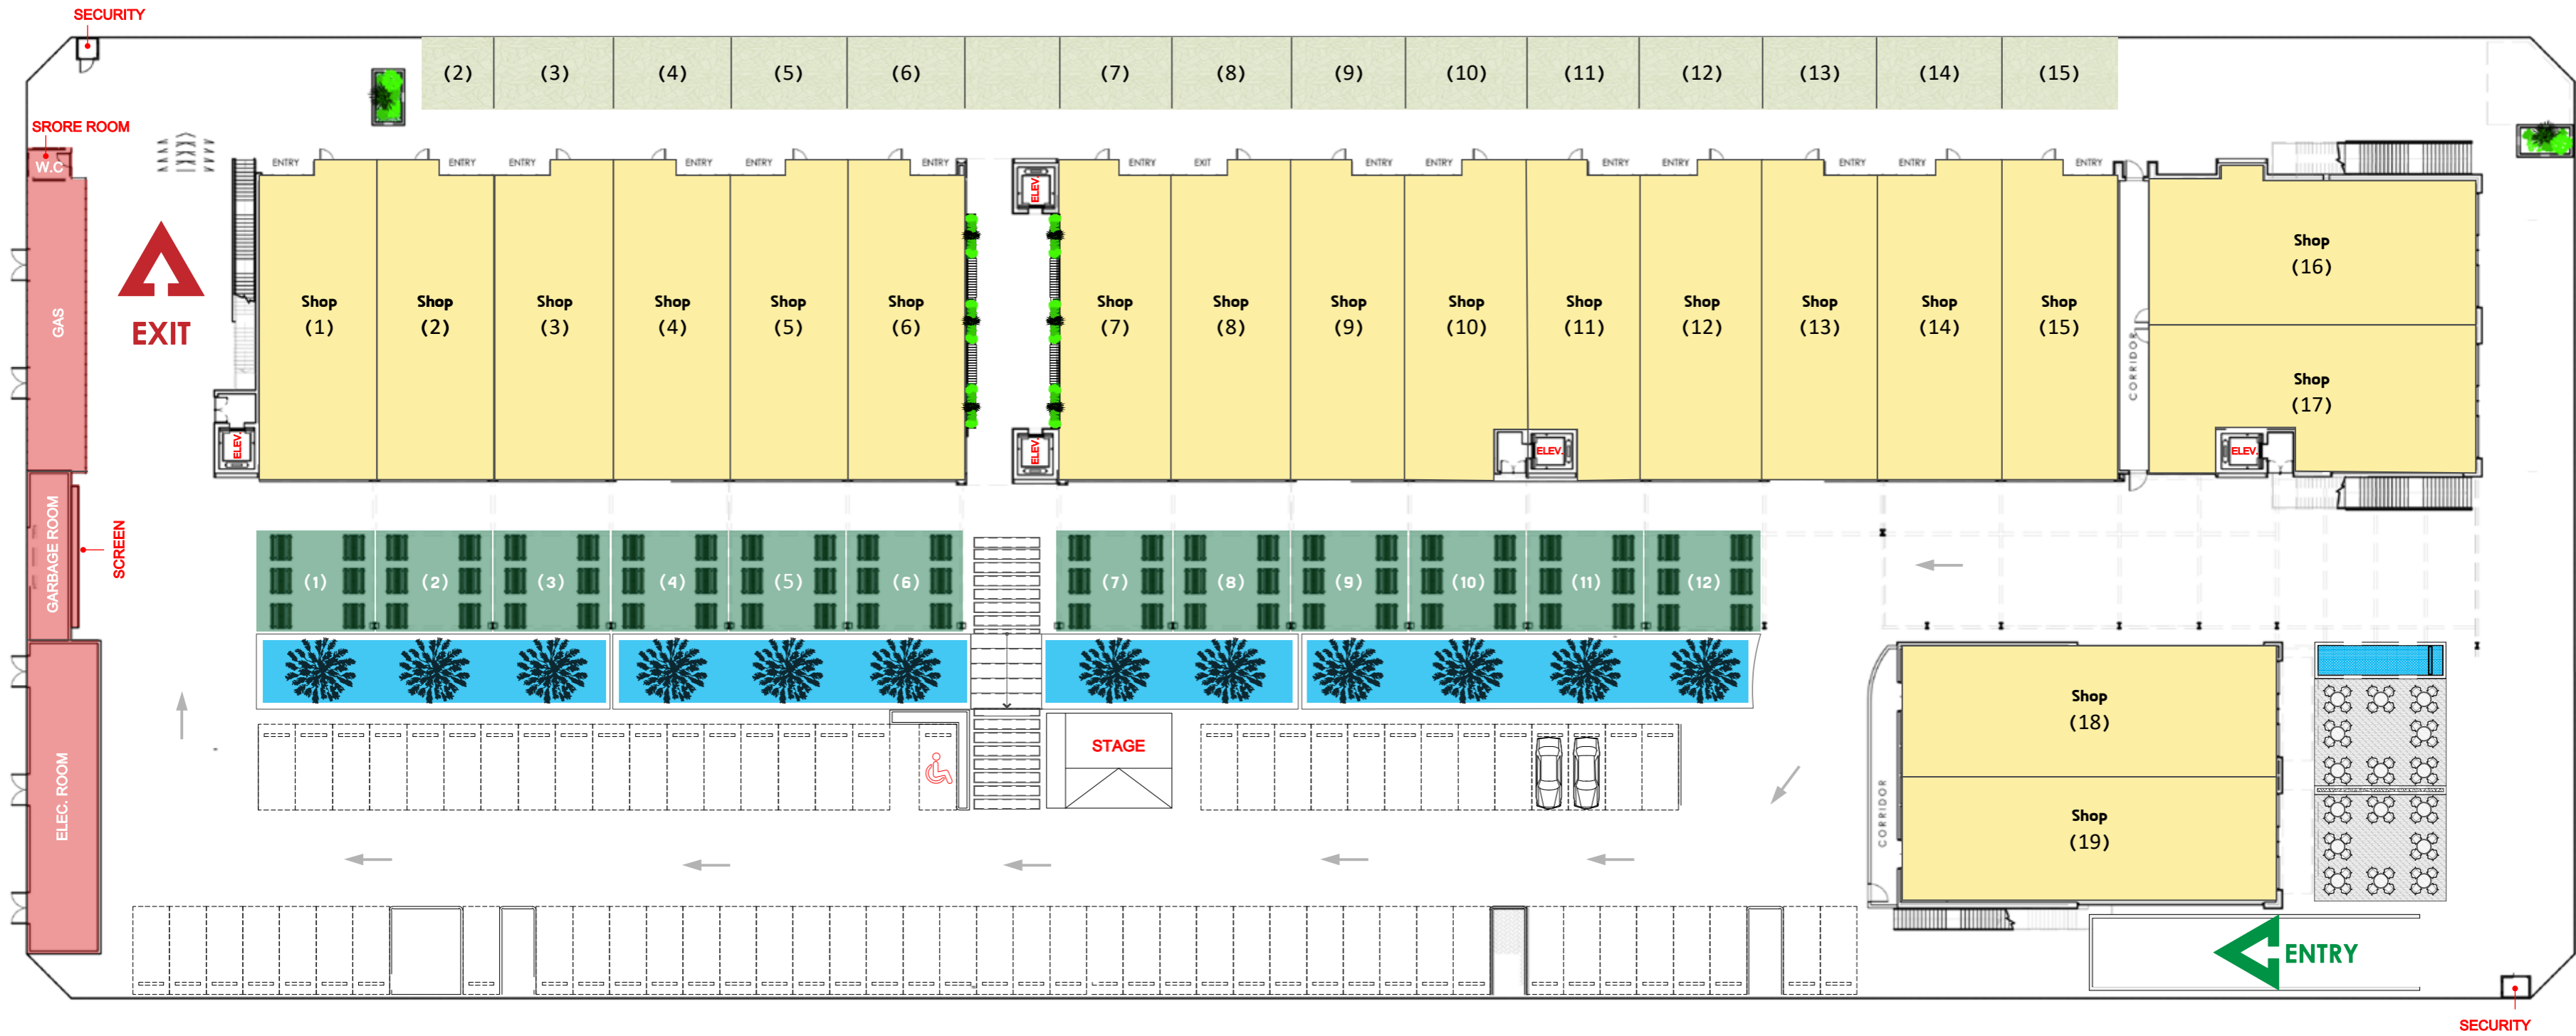 SECURITY
(2) (3) (4) (5) (6) (7) (8) (9) (10) (11) (12) (13) (14) (15)
SRORE ROOM
W.C
ENTRY ENTRY ENTRY ENTRY ENTRY ENTRY ENTRY EXIT ENTRY ENTRY ENTRY ENTRY ENTRY ENTRY ENTRY
ELEV.
GAS
EXIT
Shop
(1)
Shop
(2)
Shop
(3)
Shop
(4)
Shop
(5)
Shop
(6)
Shop
(7)
Shop
(8)
Shop
(9)
Shop
(10)
Shop
(11)
Shop
(12)
Shop
(13)
Shop
(14)
Shop
(15)
CORRIDOR
Shop
(16)
Shop
(17)
ELEV.
ELEV.
ELEV.
ELEV.
GARBAGE ROOM
SCREEN
(1) (2) (3) (4) (5) (6) (7) (8) (9) (10) (11) (12)
ELEC. ROOM
STAGE
CORRIDOR
Shop
(18)
Shop
(19)
ENTRY
SECURITY